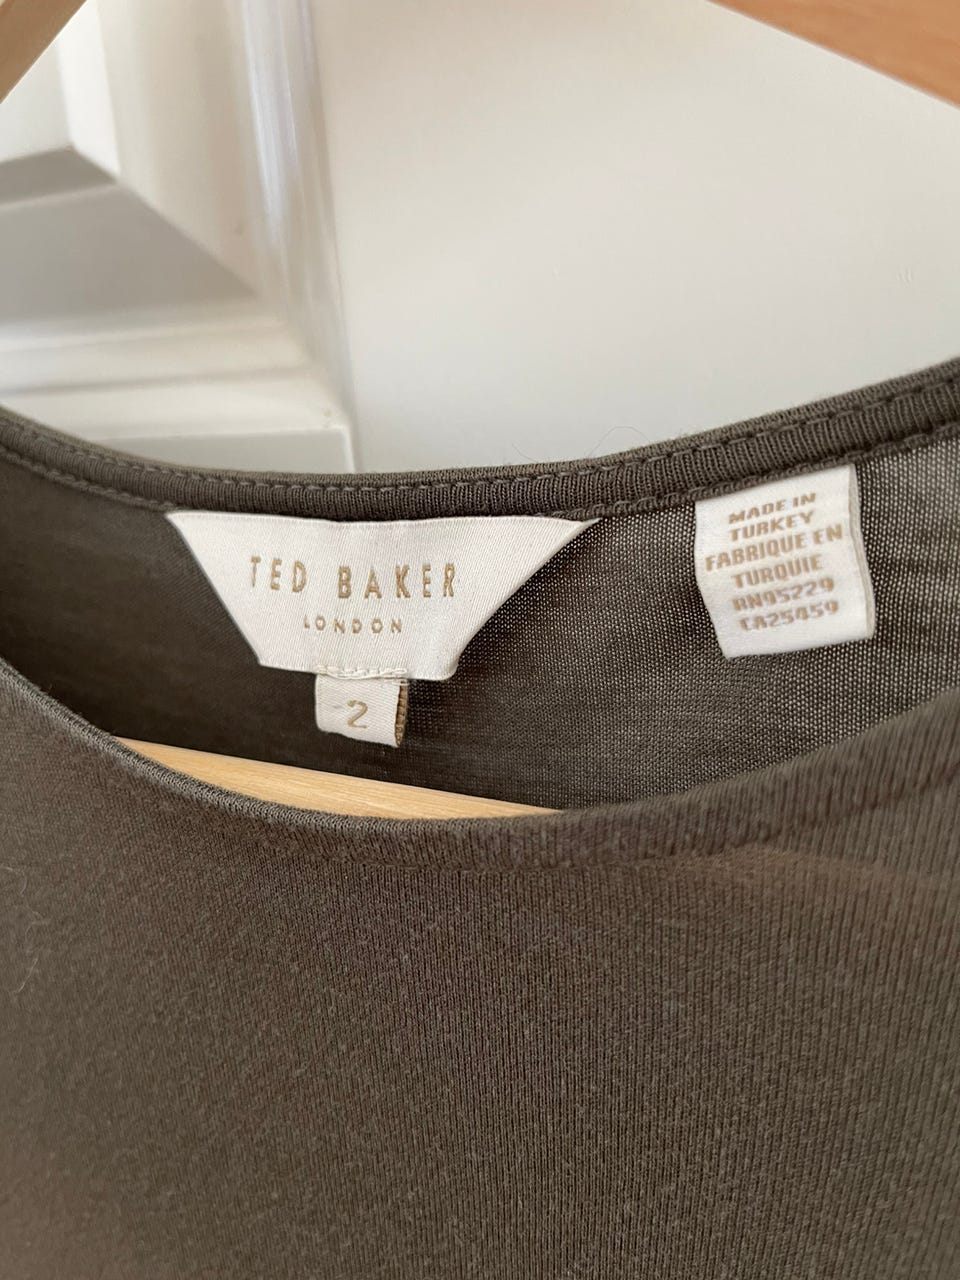 TED BAKER
LONDON
2
MADE IN
TURKEY
FABRIQUE EN
TURQUIE
RN95229
CA25459